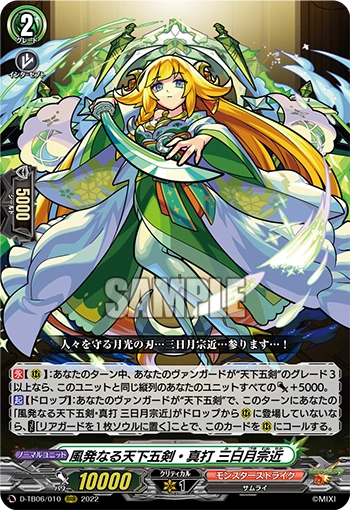 2
グレード
インターセプト
5000
シールド
SAMPLE
人々を守る月光の刃…三日月宗近…参ります…！
【永】【R】：あなたのターン中、あなたのヴァンガードが“天下五剣”のグレード3
以上なら、このユニットと同じ縦列のあなたのユニットすべての+5000。
【起】【ドロップ】：あなたのヴァンガードが“天下五剣”で、このターンにあなたの
「風発なる天下五剣・真打 三日月宗近」がドロップから【R】に登場していないな
ら、【リアガードを1枚ソウルに置く】ことで、このカードを【R】にコールする。
ノーマルユニット
風発なる天下五剣・真打 三日月宗近
パワー
10000
クリティカル
1
モンスターストライク
サムライ
D-TB06/010 RRR 2022
©MIXI